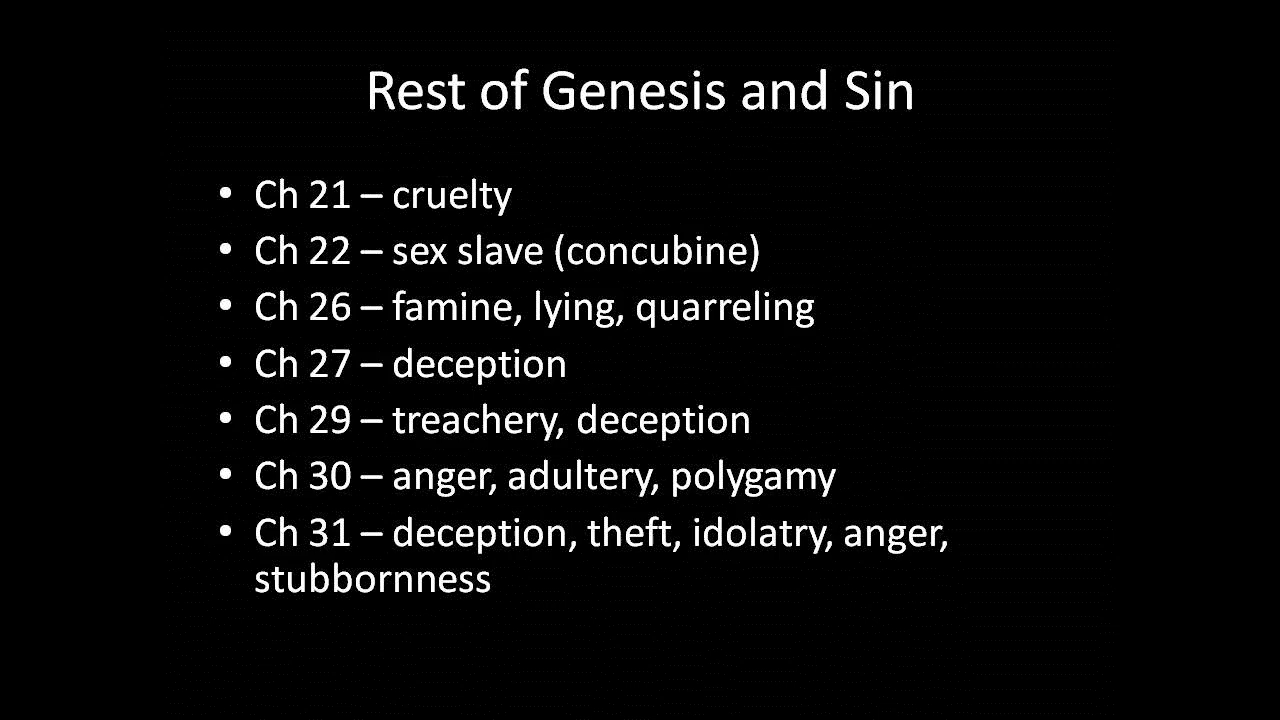 Rest of Genesis and Sin
• Ch 21 – cruelty
• Ch 22 – sex slave (concubine)
• Ch 26 – famine, lying, quarreling
• Ch 27 – deception
• Ch 29 – treachery, deception
• Ch 30 – anger, adultery, polygamy
• Ch 31 – deception, theft, idolatry, anger,
stubbornness